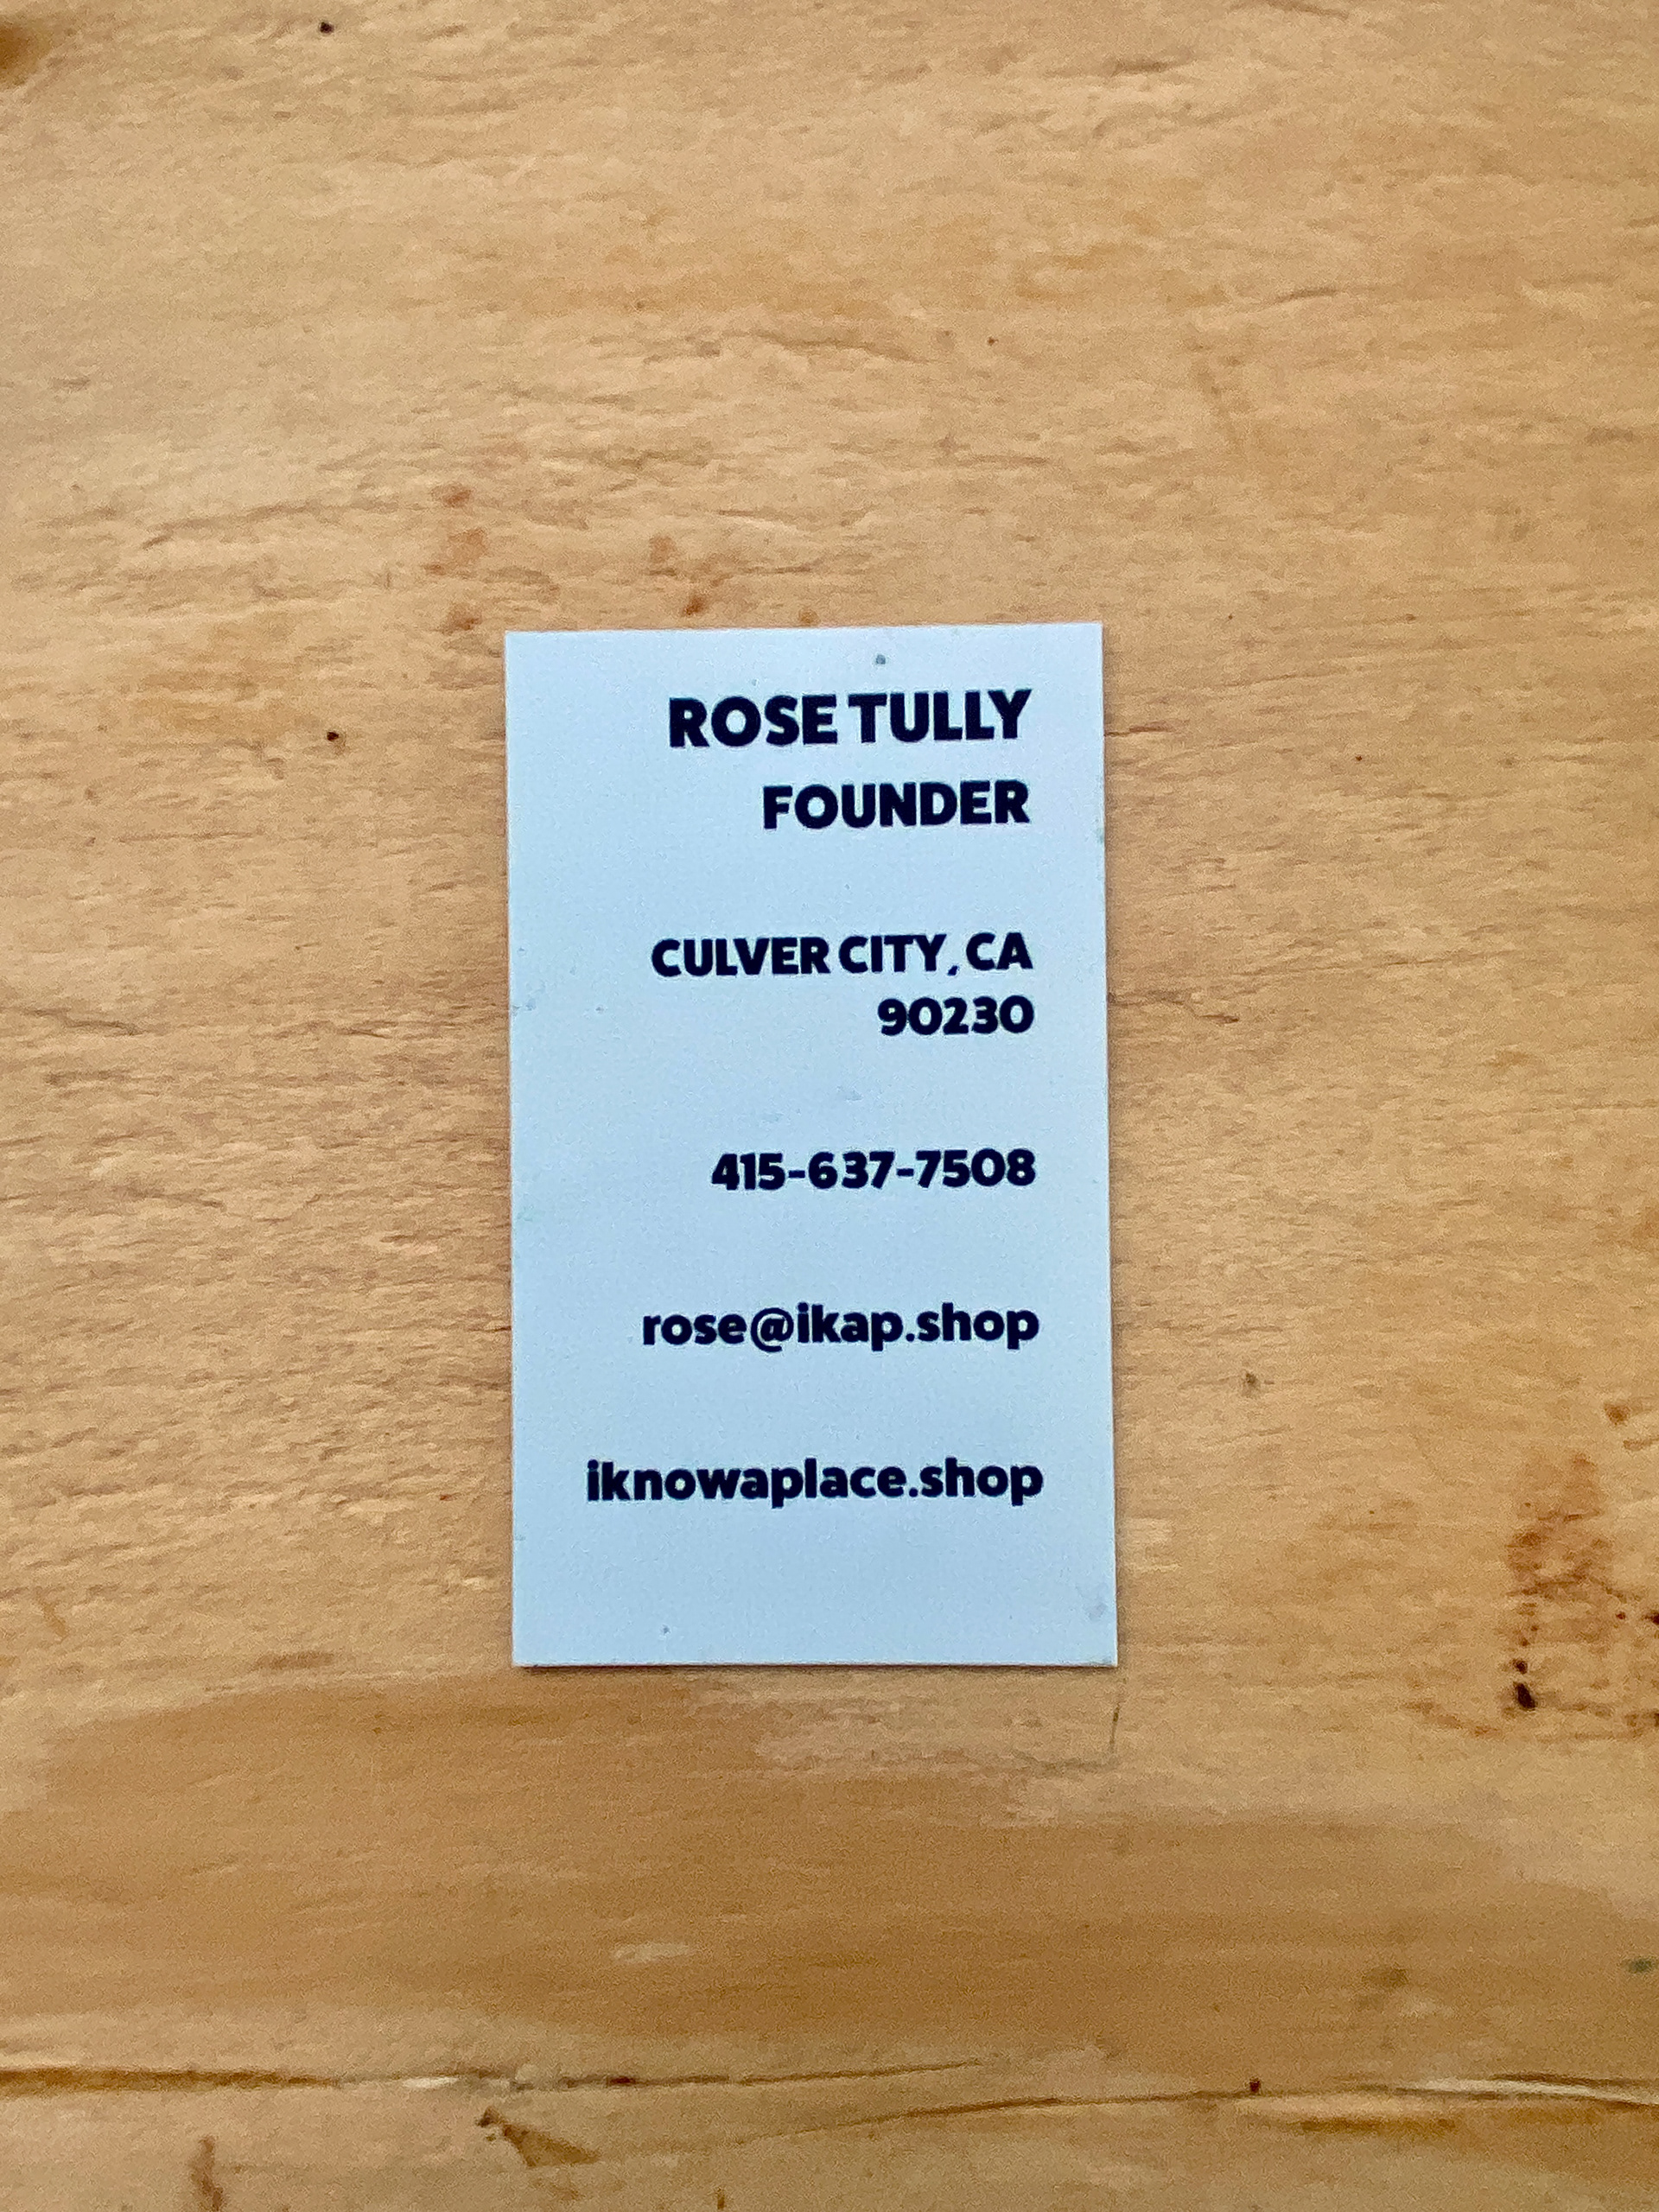 ROSE TULLY
FOUNDER
CULVER CITY, CA
90230
415-637-7508
rose@ikap.shop
iknowaplace.shop